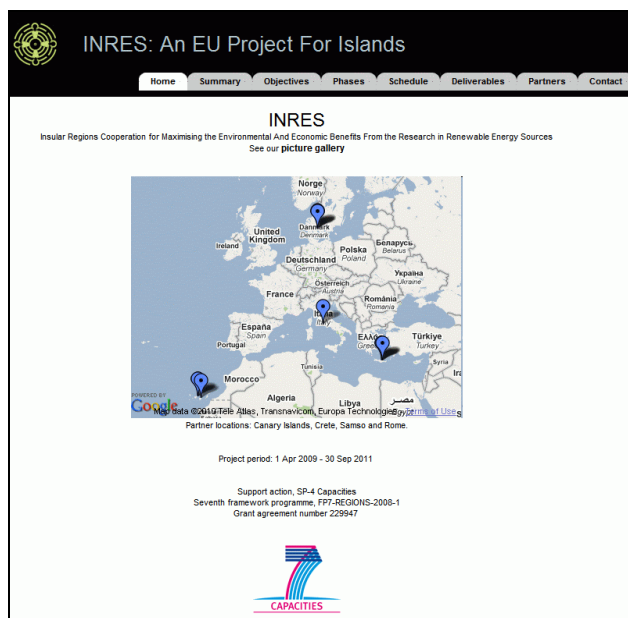 INRES: An EU Project For Islands
Home Summary Objectives Phases Schedule Deliverables Partners Contact
INRES
Insular Regions Cooperation for Maximising the Environmental And Economic Benefits From the Research in Renewable Energy Sources
See our picture gallery
Norge
Norway
Danmark
Denmark
United
Kingdom
Ireland
Polska
Poland
Беларусь
Belarus
Deutschland
Germany
Україна
Ukraine
Österreich
Austria
France
România
Romania
Italia
Italy
España
Spain
Portugal
Türkiye
Turkey
Tunisia
Syria
Morocco
Algeria
Libya
مصر
Egypt
POWERED BY
Google
Map data ©2010 Tele Atlas, Transnavicom, Europa Technologies - Terms of Use
Partner locations: Canary Islands, Crete, Samso and Rome.
Project period: 1 Apr 2009 - 30 Sep 2011
Support action, SP-4 Capacities
Seventh framework programme, FP7-REGIONS-2008-1
Grant agreement number 229947
7
CAPACITIES